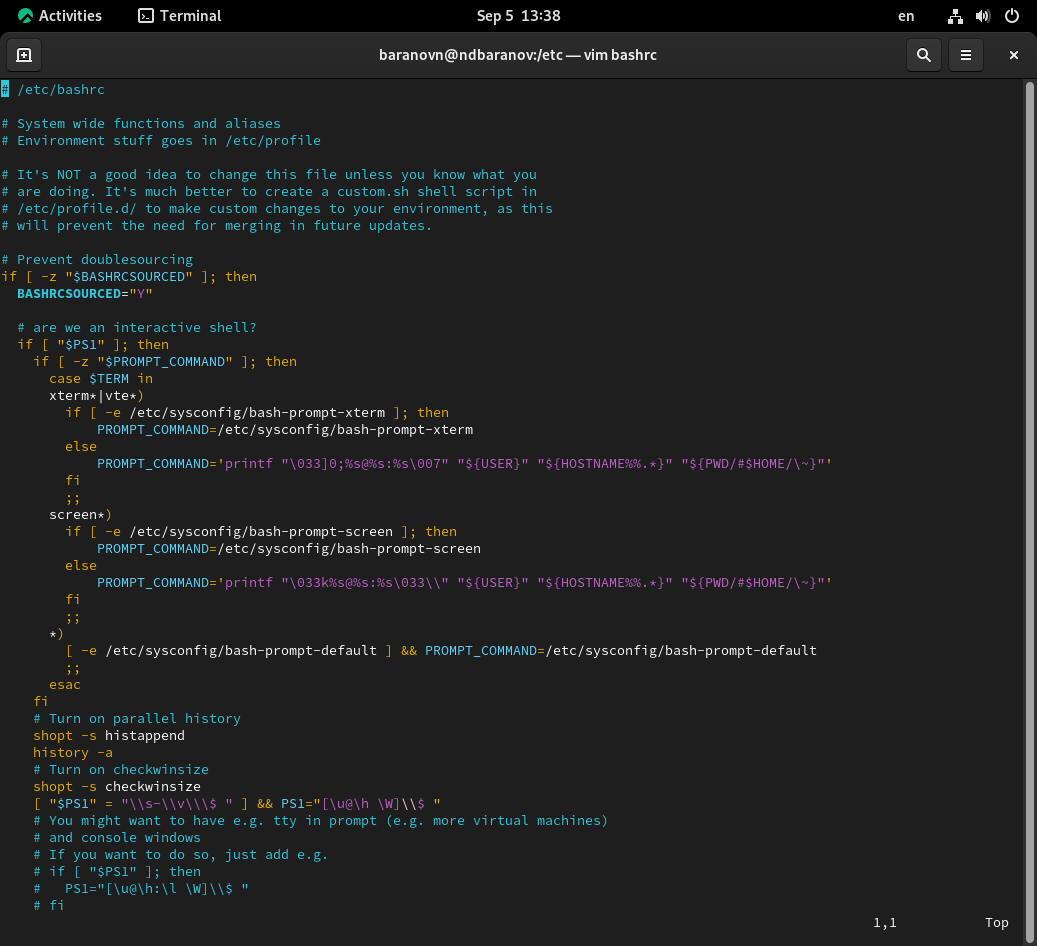 Activities Terminal Sep 5 13:38 en
baranovn@ndbaranov:/etc — vim bashrc
# /etc/bashrc

# System wide functions and aliases
# Environment stuff goes in /etc/profile

# It's NOT a good idea to change this file unless you know what you
# are doing. It's much better to create a custom.sh shell script in
# /etc/profile.d/ to make custom changes to your environment, as this
# will prevent the need for merging in future updates.

# Prevent doublesourcing
if [ -z "$BASHRCSOURCED" ]; then
  BASHRCSOURCED="Y"

  # are we an interactive shell?
  if [ "$PS1" ]; then
    if [ -z "$PROMPT_COMMAND" ]; then
      case $TERM in
      xterm*|vte*)
        if [ -e /etc/sysconfig/bash-prompt-xterm ]; then
            PROMPT_COMMAND=/etc/sysconfig/bash-prompt-xterm
        else
            PROMPT_COMMAND='printf "\033]0;%s@%s:%s\007" "${USER}" "${HOSTNAME%%.*}" "${PWD/#$HOME/\~}"'
        fi
        ;;
      screen*)
        if [ -e /etc/sysconfig/bash-prompt-screen ]; then
            PROMPT_COMMAND=/etc/sysconfig/bash-prompt-screen
        else
            PROMPT_COMMAND='printf "\033k%s@%s:%s\033\\" "${USER}" "${HOSTNAME%%.*}" "${PWD/#$HOME/\~}"'
        fi
        ;;
      *)
        [ -e /etc/sysconfig/bash-prompt-default ] && PROMPT_COMMAND=/etc/sysconfig/bash-prompt-default
        ;;
      esac
    fi
    # Turn on parallel history
    shopt -s histappend
    history -a
    # Turn on checkwinsize
    shopt -s checkwinsize
    [ "$PS1" = "\\s-\\v\\\$ " ] && PS1="[\u@\h \W]\\$ "
    # You might want to have e.g. tty in prompt (e.g. more virtual machines)
    # and console windows
    # If you want to do so, just add e.g.
    # if [ "$PS1" ]; then
    #   PS1="[\u@\h:\l \W]\\$ "
    # fi
1,1 Top